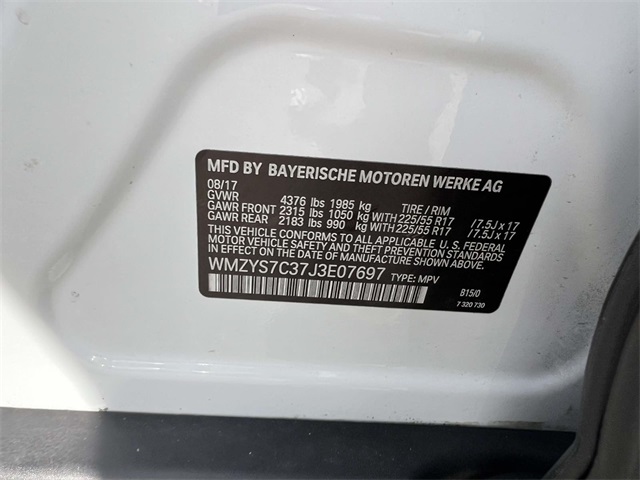 MFD BY BAYERISCHE MOTOREN WERKE AG
08/17
GVWR 4376 lbs 1985 kg TIRE / RIM
GAWR FRONT 2315 lbs 1050 kg WITH 225/55 R17 / 7.5J x 17
GAWR REAR 2183 lbs 990 kg WITH 225/55 R17 / 7.5J x 17
THIS VEHICLE CONFORMS TO ALL APPLICABLE U.S. FEDERAL
MOTOR VEHICLE SAFETY AND THEFT PREVENTION STANDARDS
IN EFFECT ON THE DATE OF MANUFACTURE SHOWN ABOVE.
WMZYS7C37J3E07697 TYPE: MPV
B15/0
7 320 730